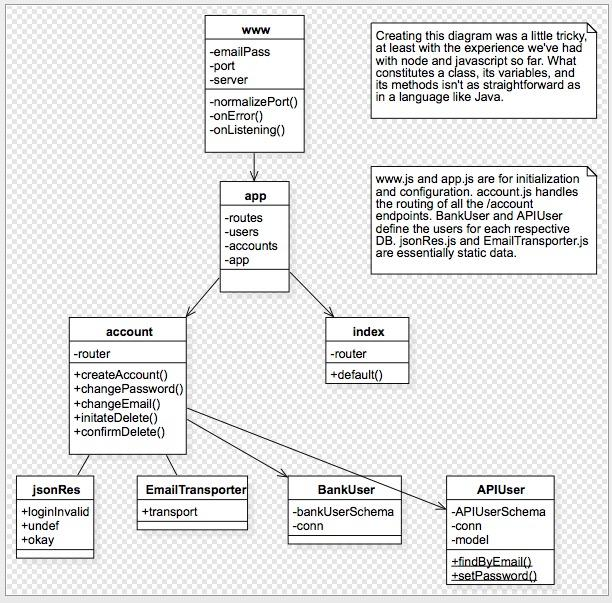 www
-emailPass
-port
-server
-normalizePort()
-onError()
-onListening()
Creating this diagram was a little tricky,
at least with the experience we've had
with node and javascript so far. What
constitutes a class, its variables, and
its methods isn't as straightforward as
in a language like Java.
app
-routes
-users
-accounts
-app
www.js and app.js are for initialization
and configuration. account.js handles
the routing of all the /account
endpoints. BankUser and APIUser
define the users for each respective
DB. jsonRes.js and EmailTransporter.js
are essentially static data.
account
-router
+createAccount()
+changePassword()
+changeEmail()
+initateDelete()
+confirmDelete()
index
-router
+default()
jsonRes
+loginInvalid
+undef
+okay
EmailTransporter
+transport
BankUser
-bankUserSchema
-conn
APIUser
-APIUserSchema
-conn
-model
+findByEmail()
+setPassword()